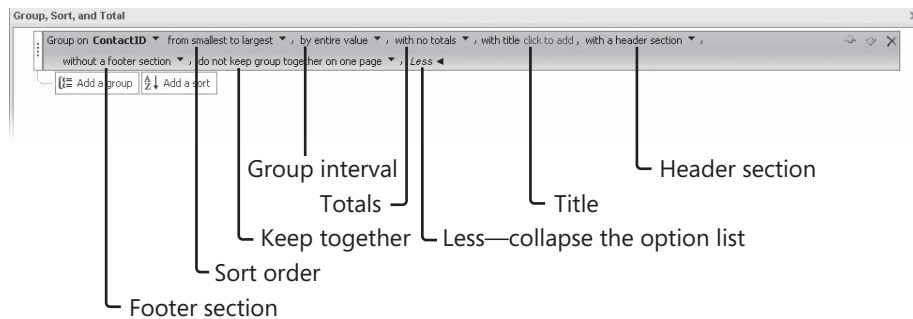 Group, Sort, and Total
Group on ContactID ▼ from smallest to largest ▼ , by entire value ▼ , with no totals ▼ , with title click to add , with a header section ▼ ,
without a footer section ▼ , do not keep group together on one page ▼ , Less ◄
Add a group Add a sort
Group interval
Header section
Totals
Title
Keep together
Less—collapse the option list
Sort order
Footer section